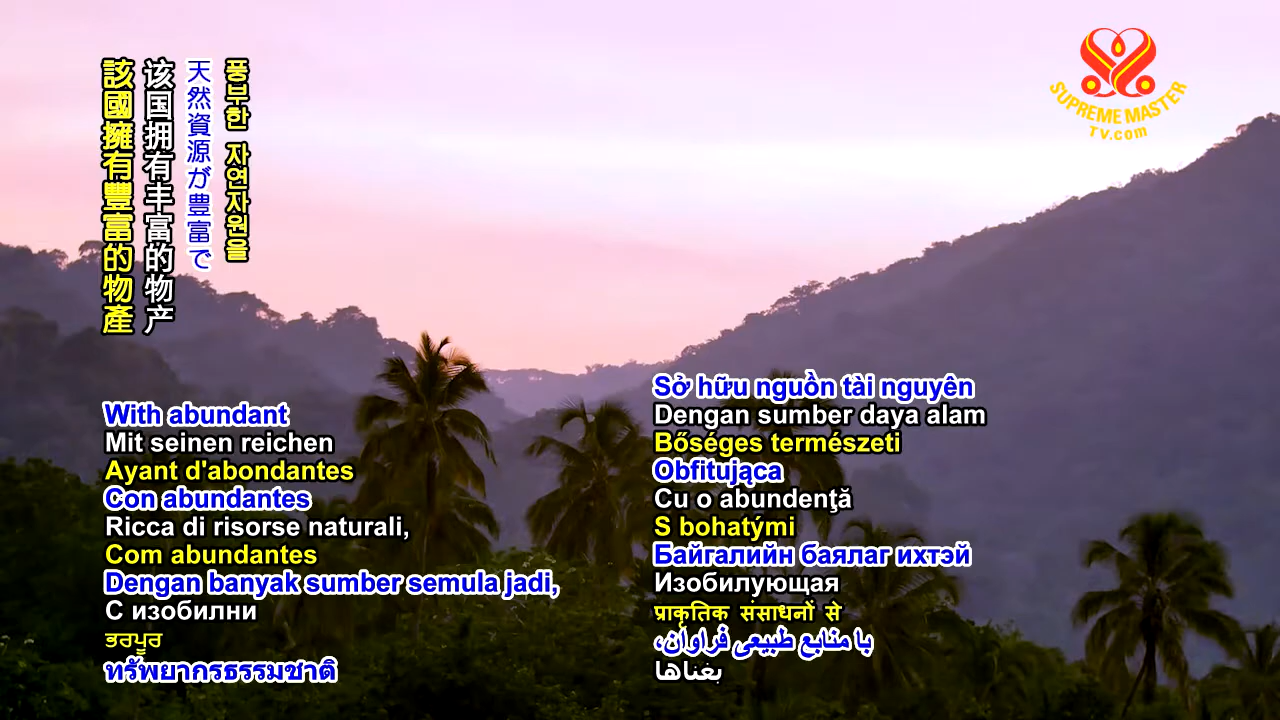 該國擁有豐富的物產
该国拥有丰富的物产
天然資源が豊富で
풍부한 자연자원을
SUPREME MASTER
TV.com
With abundant
Mit seinen reichen
Ayant d'abondantes
Con abundantes
Ricca di risorse naturali,
Com abundantes
Dengan banyak sumber semula jadi,
С изобилни
ਭਰਪੂਰ
ทรัพยากรธรรมชาติ
Sở hữu nguồn tài nguyên
Dengan sumber daya alam
Bőséges természeti
Obfitująca
Cu o abundenţă
S bohatými
Байгалийн баялаг ихтэй
Изобилующая
प्राकृतिक संसाधनों से
با منابع طبیعی فراوان،
بغناها